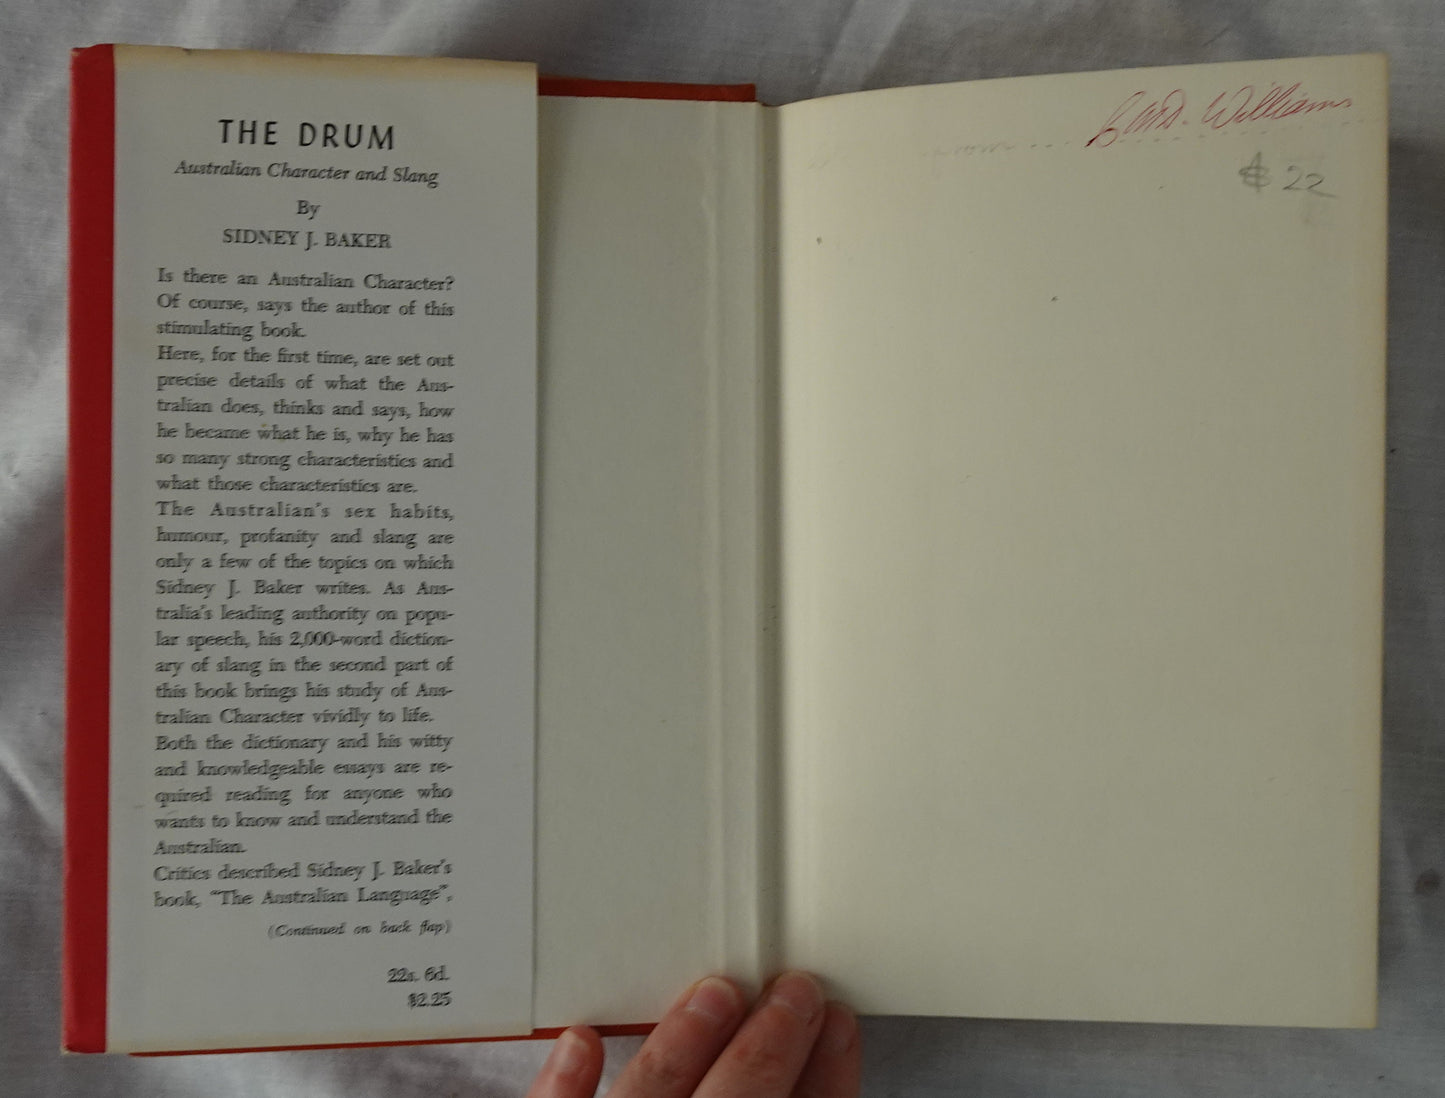 THE DRUM
Australian Character and Slang
By
SIDNEY J. BAKER
Is there an Australian Character?
Of course, says the author of this
stimulating book.
Here, for the first time, are set out
precise details of what the Aus-
tralian does, thinks and says, how
he became what he is, why he has
so many strong characteristics and
what those characteristics are.
The Australian's sex habits,
humour, profanity and slang are
only a few of the topics on which
Sidney J. Baker writes. As Aus-
tralia's leading authority on popu-
lar speech, his 2,000-word diction-
ary of slang in the second part of
this book brings his study of Aus-
tralian Character vividly to life.
Both the dictionary and his witty
and knowledgeable essays are re-
quired reading for anyone who
wants to know and understand the
Australian.
Critics described Sidney J. Baker's
book, "The Australian Language",
(Continued on back flap)
22s. 6d.
$2.25
Williams
$22